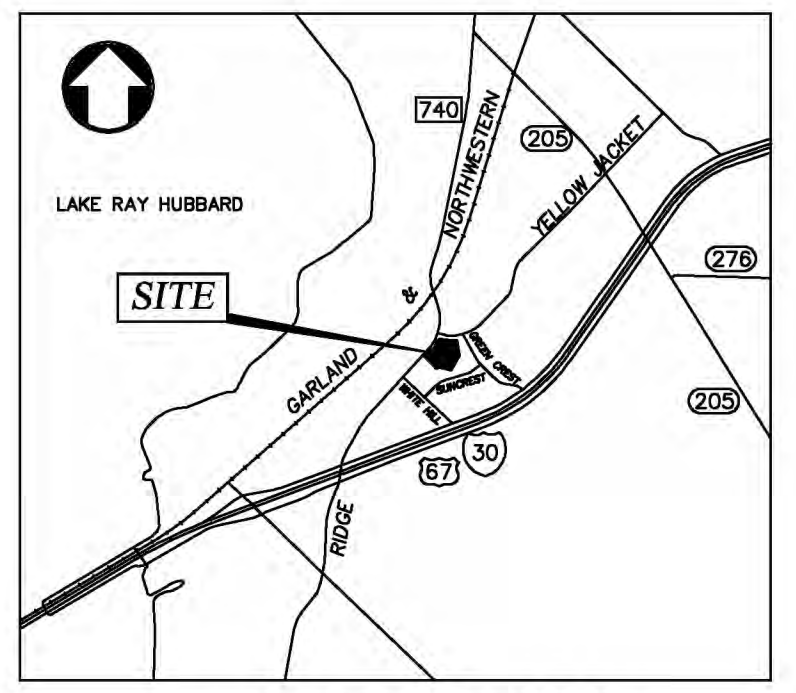 740
NORTHWESTERN
205
YELLOW JACKET
LAKE RAY HUBBARD
276
SITE
&
GARLAND
GREEN CREST
SUNCREST
WHITE HILL
205
30
67
RIDGE